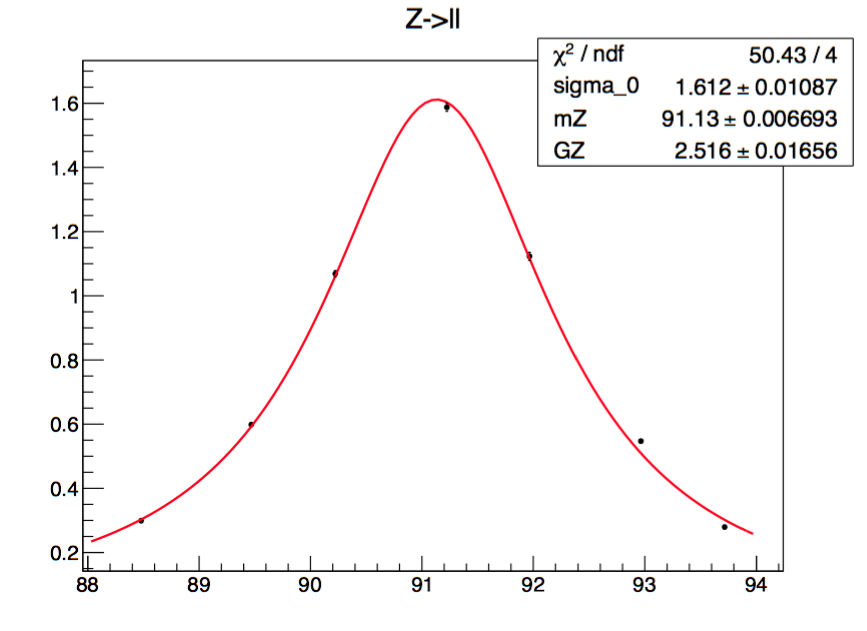 Z->ll
χ² / ndf 50.43 / 4
sigma_0 1.612 ± 0.01087
mZ 91.13 ± 0.006693
GZ 2.516 ± 0.01656
1.6
1.4
1.2
1
0.8
0.6
0.4
0.2
88 89 90 91 92 93 94